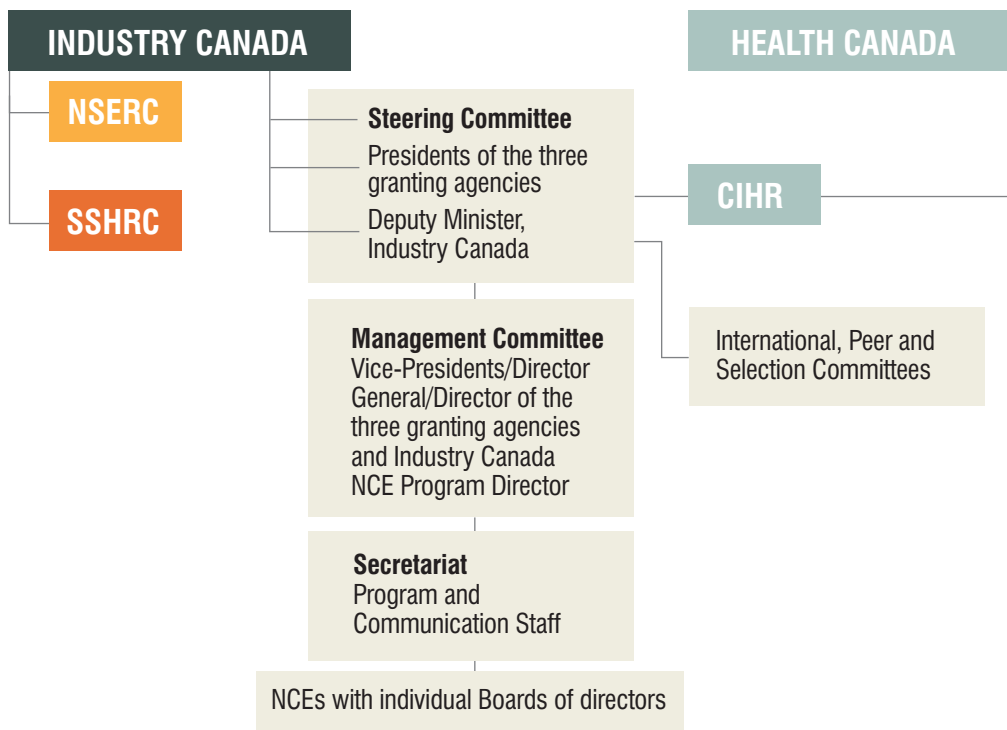 INDUSTRY CANADA
HEALTH CANADA
NSERC
SSHRC
Steering Committee
Presidents of the three
granting agencies
Deputy Minister,
Industry Canada
CIHR
Management Committee
Vice-Presidents/Director
General/Director of the
three granting agencies
and Industry Canada
NCE Program Director
International, Peer and
Selection Committees
Secretariat
Program and
Communication Staff
NCEs with individual Boards of directors